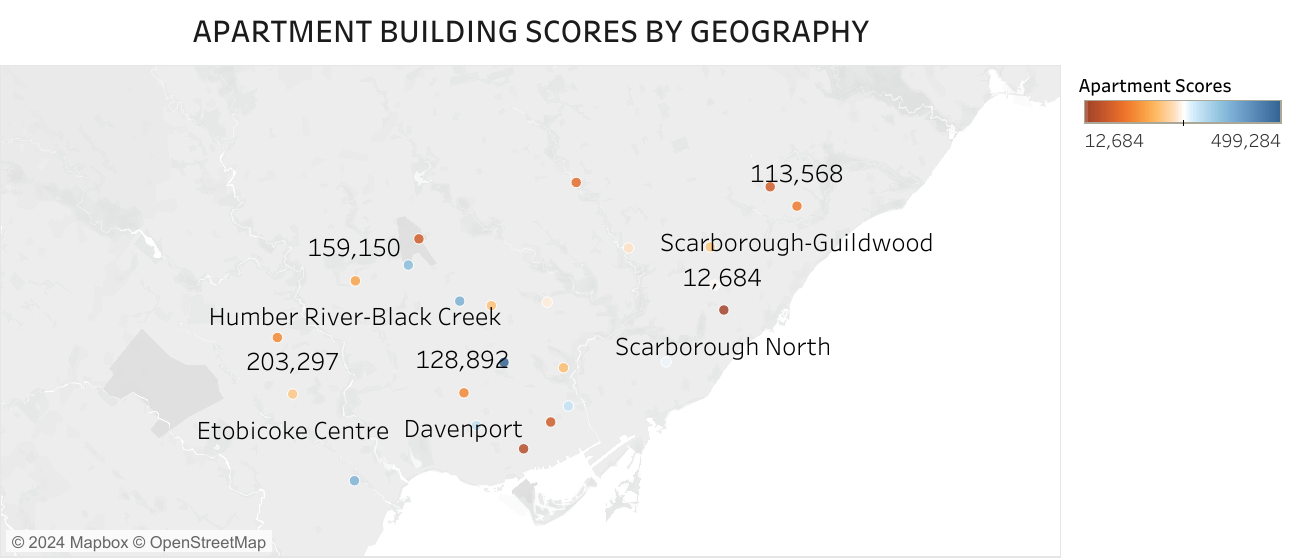 APARTMENT BUILDING SCORES BY GEOGRAPHY
Apartment Scores
12,684 499,284
113,568
Scarborough-Guildwood
159,150
12,684
Humber River-Black Creek
Scarborough North
203,297
128,892
Etobicoke Centre
Davenport
© 2024 Mapbox © OpenStreetMap